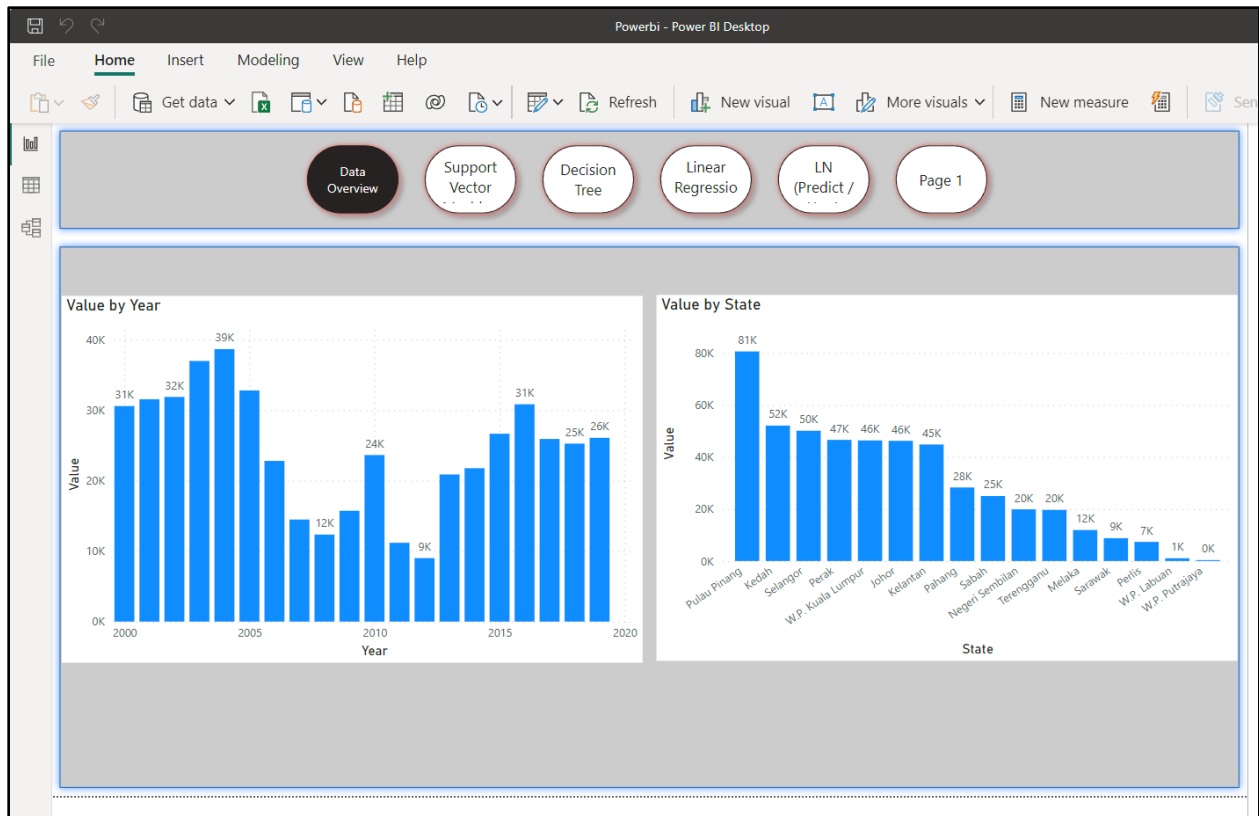 Powerbi - Power BI Desktop
File Home Insert Modeling View Help
Get data Refresh New visual More visuals New measure Sen
Data
Overview
Support
Vector
Decision
Tree
Linear
Regressio
LN
(Predict /
Page 1
Value by Year
40K
30K
20K
10K
0K
Value
31K
32K
39K
12K
24K
9K
31K
25K
26K
2000 2005 2010 2015 2020
Year
Value by State
80K
60K
40K
20K
0K
Value
81K
52K
50K
47K
46K
46K
45K
28K
25K
20K
20K
12K
9K
7K
1K
0K
Pulau Pinang
Kedah
Selangor
Perak
W.P. Kuala Lumpur
Johor
Kelantan
Pahang
Sabah
Negeri Sembilan
Terengganu
Melaka
Sarawak
Perlis
W.P. Labuan
W.P. Putrajaya
State